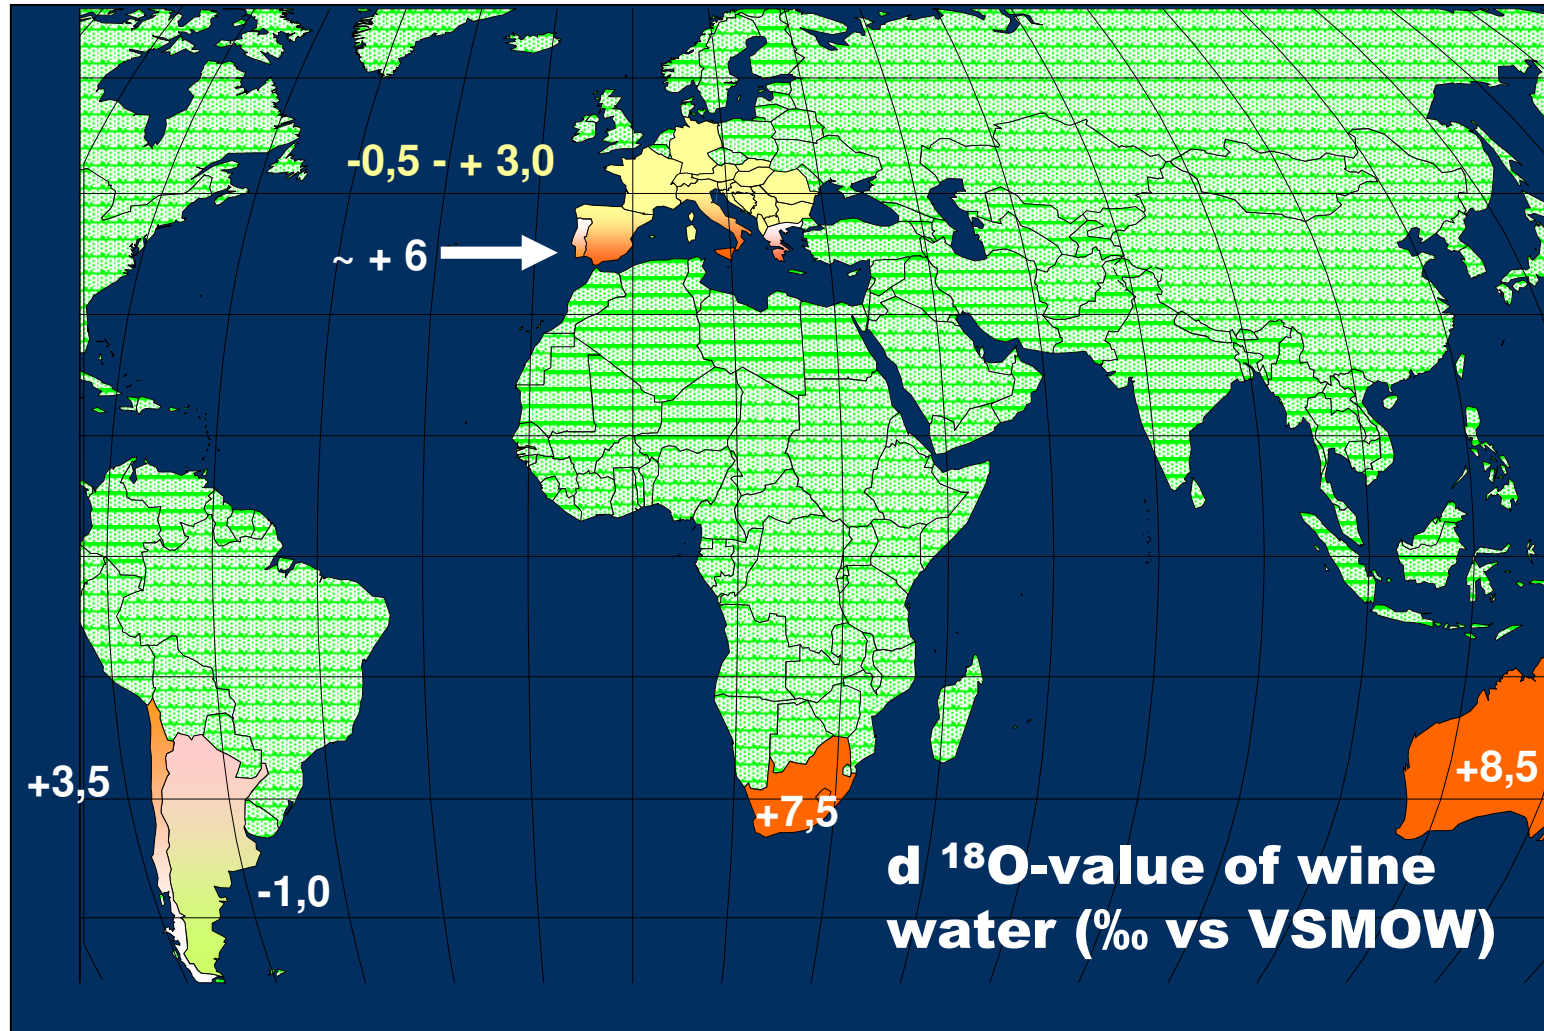 -0,5 - + 3,0
~ + 6
+3,5
+7,5
+8,5
-1,0
d ¹⁸O-value of wine
water (‰ vs VSMOW)